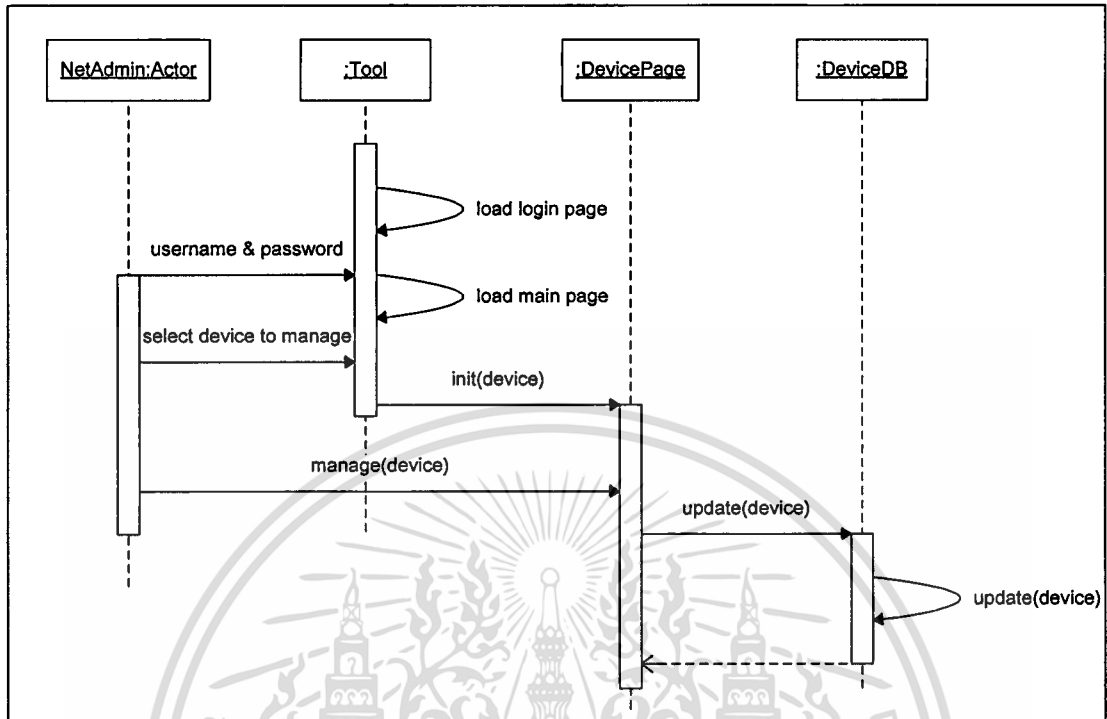 NetAdmin:Actor
:Tool
:DevicePage
:DeviceDB
load login page
username & password
load main page
select device to manage
init(device)
manage(device)
update(device)
update(device)